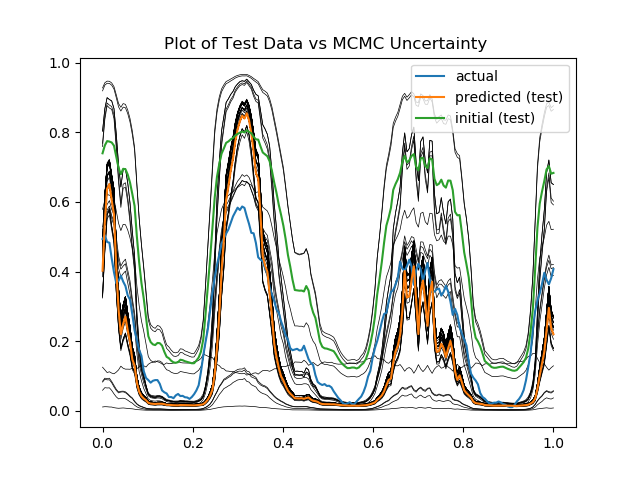 Plot of Test Data vs MCMC Uncertainty
actual
predicted (test)
initial (test)
1.0
0.8
0.6
0.4
0.2
0.0
0.0 0.2 0.4 0.6 0.8 1.0